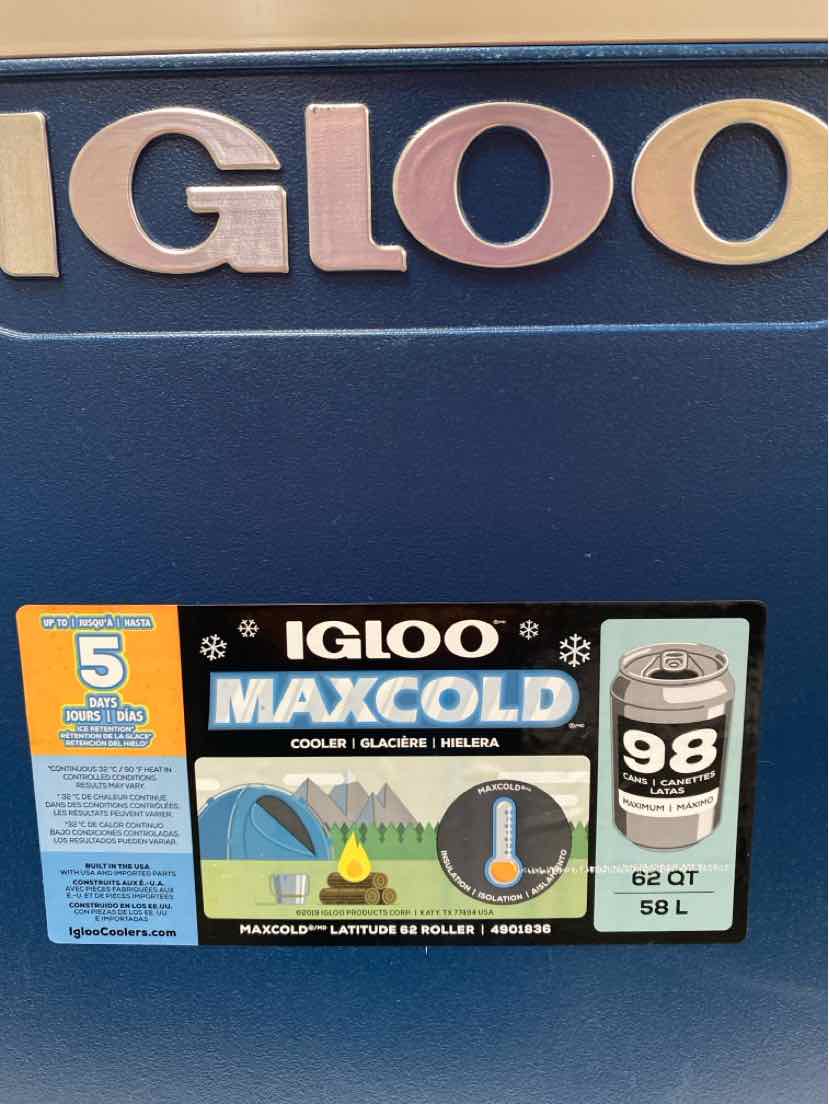 IGLOO
UP TO | JUSQU'À | HASTA
5
DAYS
JOURS | DÍAS
ICE RETENTION*
RÉTENTION DE LA GLACE*
RETENCIÓN DEL HIELO*
*CONTINUOUS 32 °C / 90 °F HEAT IN
CONTROLLED CONDITIONS.
RESULTS MAY VARY.
*32 °C DE CHALEUR CONTINUE
DANS DES CONDITIONS CONTRÔLÉES.
LES RÉSULTATS PEUVENT VARIER.
*32 °C DE CALOR CONTINUO
BAJO CONDICIONES CONTROLADAS.
LOS RESULTADOS PUEDEN VARIAR.
BUILT IN THE USA
WITH USA AND IMPORTED PARTS
CONSTRUITS AUX É.-U.A.
AVEC PIÈCES FABRIQUÉES AUX
É.-U. ET DE PIÈCES IMPORTÉES
CONSTRUIDO EN LOS EE. UU.
CON PIEZAS DE LOS EE. UU.
E IMPORTADAS
IglooCoolers.com
IGLOO®/MD
MAXCOLD®/MD
COOLER | GLACIÈRE | HIELERA
MAXCOLD®/MD
INSULATION | ISOLATION | AISLAMIENTO
©2019 IGLOO PRODUCTS CORP. | KATY, TX 77494 USA
MAXCOLD®/MD LATITUDE 62 ROLLER | 4901836
98
CANS | CANETTES
LATAS
MAXIMUM | MÁXIMO
62 QT
58 L